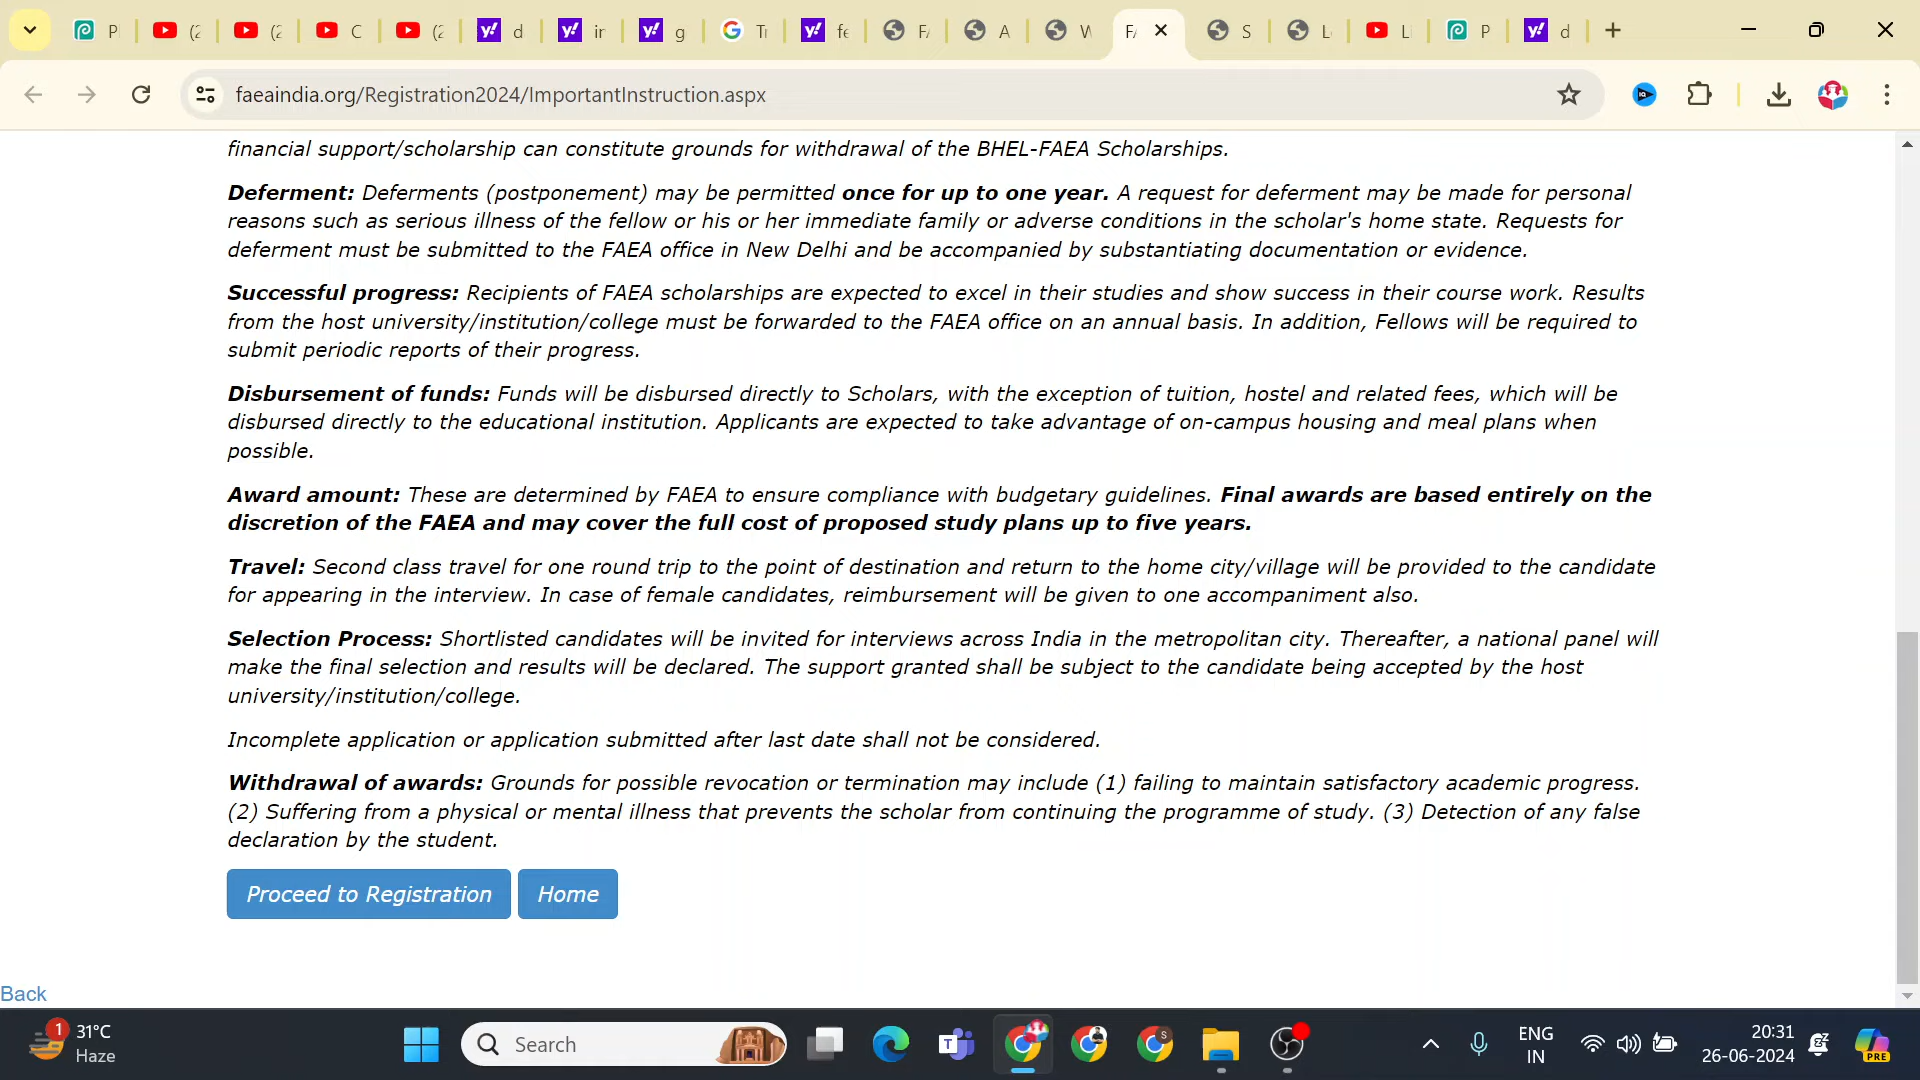 P
(2
(2
C
(2
d
in
g
Tr
fe
FA
A
W
FA
S
L
P
d
faeaindia.org/Registration2024/ImportantInstruction.aspx
financial support/scholarship can constitute grounds for withdrawal of the BHEL-FAEA Scholarships.
Deferment: Deferments (postponement) may be permitted once for up to one year. A request for deferment may be made for personal
reasons such as serious illness of the fellow or his or her immediate family or adverse conditions in the scholar's home state. Requests for
deferment must be submitted to the FAEA office in New Delhi and be accompanied by substantiating documentation or evidence.
Successful progress: Recipients of FAEA scholarships are expected to excel in their studies and show success in their course work. Results
from the host university/institution/college must be forwarded to the FAEA office on an annual basis. In addition, Fellows will be required to
submit periodic reports of their progress.
Disbursement of funds: Funds will be disbursed directly to Scholars, with the exception of tuition, hostel and related fees, which will be
disbursed directly to the educational institution. Applicants are expected to take advantage of on-campus housing and meal plans when
possible.
Award amount: These are determined by FAEA to ensure compliance with budgetary guidelines. Final awards are based entirely on the
discretion of the FAEA and may cover the full cost of proposed study plans up to five years.
Travel: Second class travel for one round trip to the point of destination and return to the home city/village will be provided to the candidate
for appearing in the interview. In case of female candidates, reimbursement will be given to one accompaniment also.
Selection Process: Shortlisted candidates will be invited for interviews across India in the metropolitan city. Thereafter, a national panel will
make the final selection and results will be declared. The support granted shall be subject to the candidate being accepted by the host
university/institution/college.
Incomplete application or application submitted after last date shall not be considered.
Withdrawal of awards: Grounds for possible revocation or termination may include (1) failing to maintain satisfactory academic progress.
(2) Suffering from a physical or mental illness that prevents the scholar from continuing the programme of study. (3) Detection of any false
declaration by the student.
Proceed to Registration Home
Back
1
31°C
Haze
Search
ENG
IN
20:31
26-06-2024
PRE